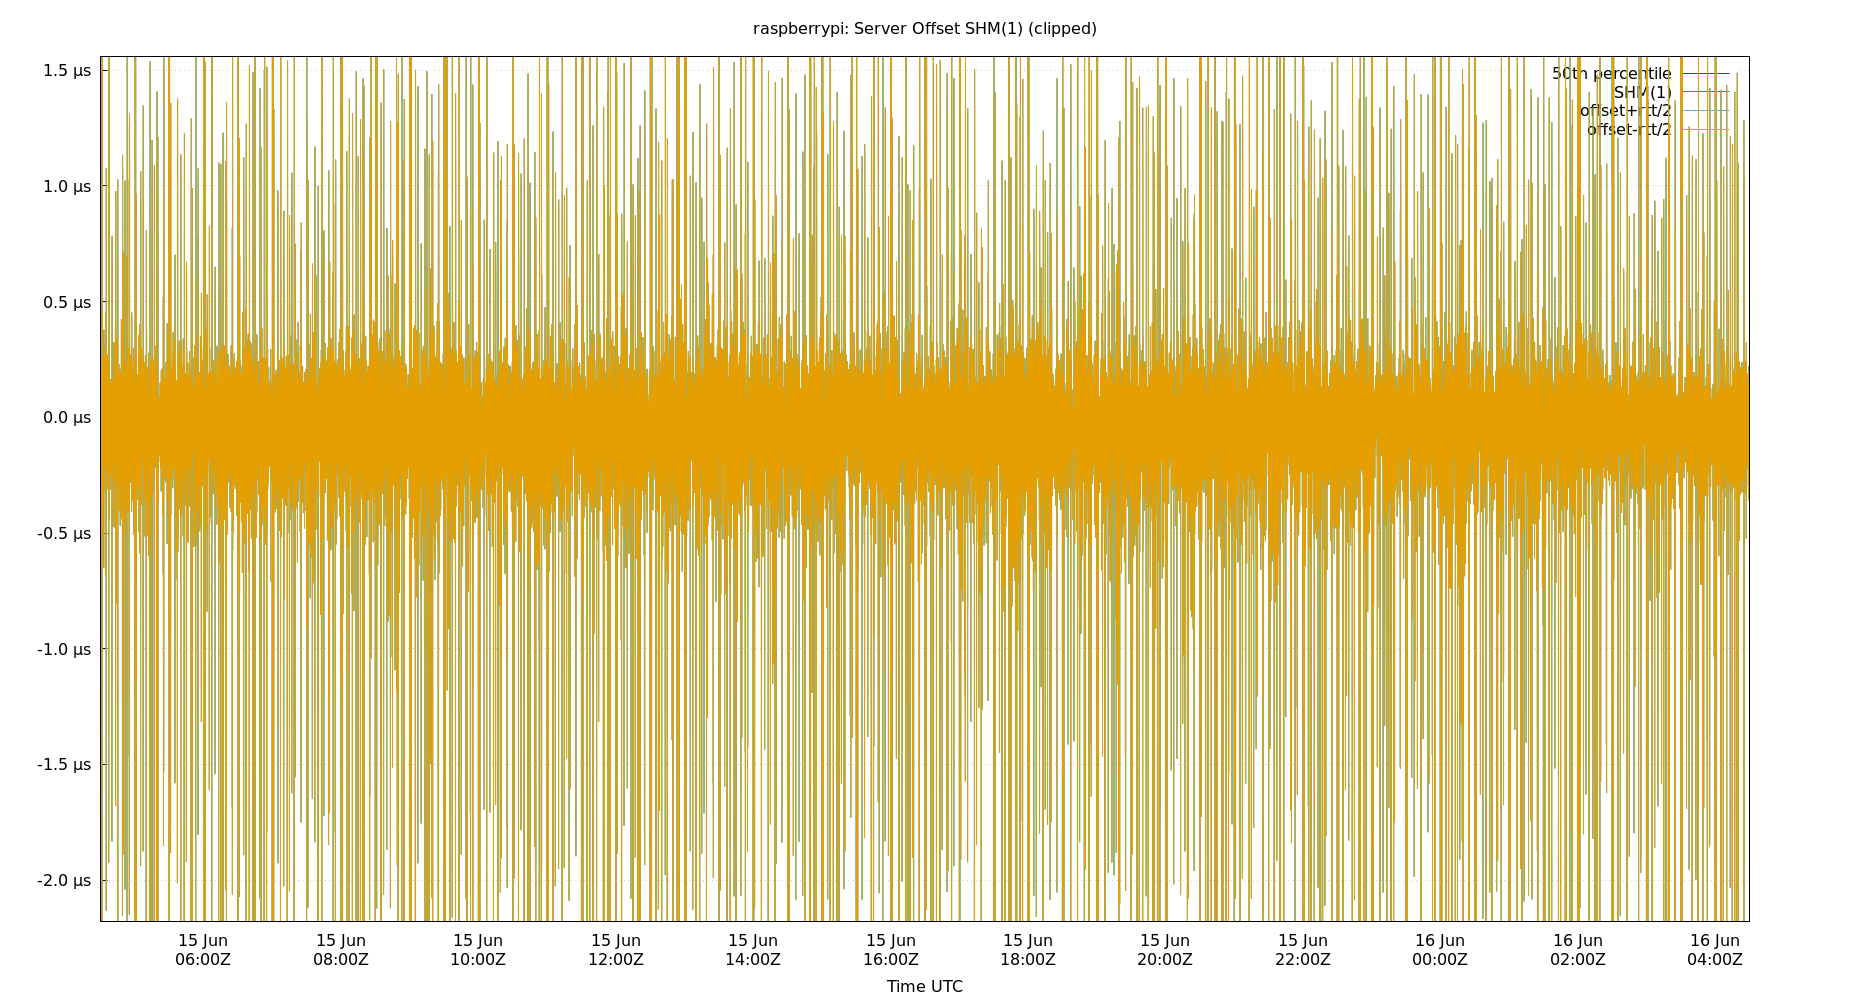 raspberrypi: Server Offset SHM(1) (clipped)
1.5 µs
1.0 µs
0.5 µs
0.0 µs
-0.5 µs
-1.0 µs
-1.5 µs
-2.0 µs
50th percentile
SHM(1)
offset+rtt/2
offset-rtt/2
15 Jun 15 Jun 15 Jun 15 Jun 15 Jun 15 Jun 15 Jun 15 Jun 15 Jun 16 Jun 16 Jun 16 Jun
06:00Z 08:00Z 10:00Z 12:00Z 14:00Z 16:00Z 18:00Z 20:00Z 22:00Z 00:00Z 02:00Z 04:00Z
Time UTC